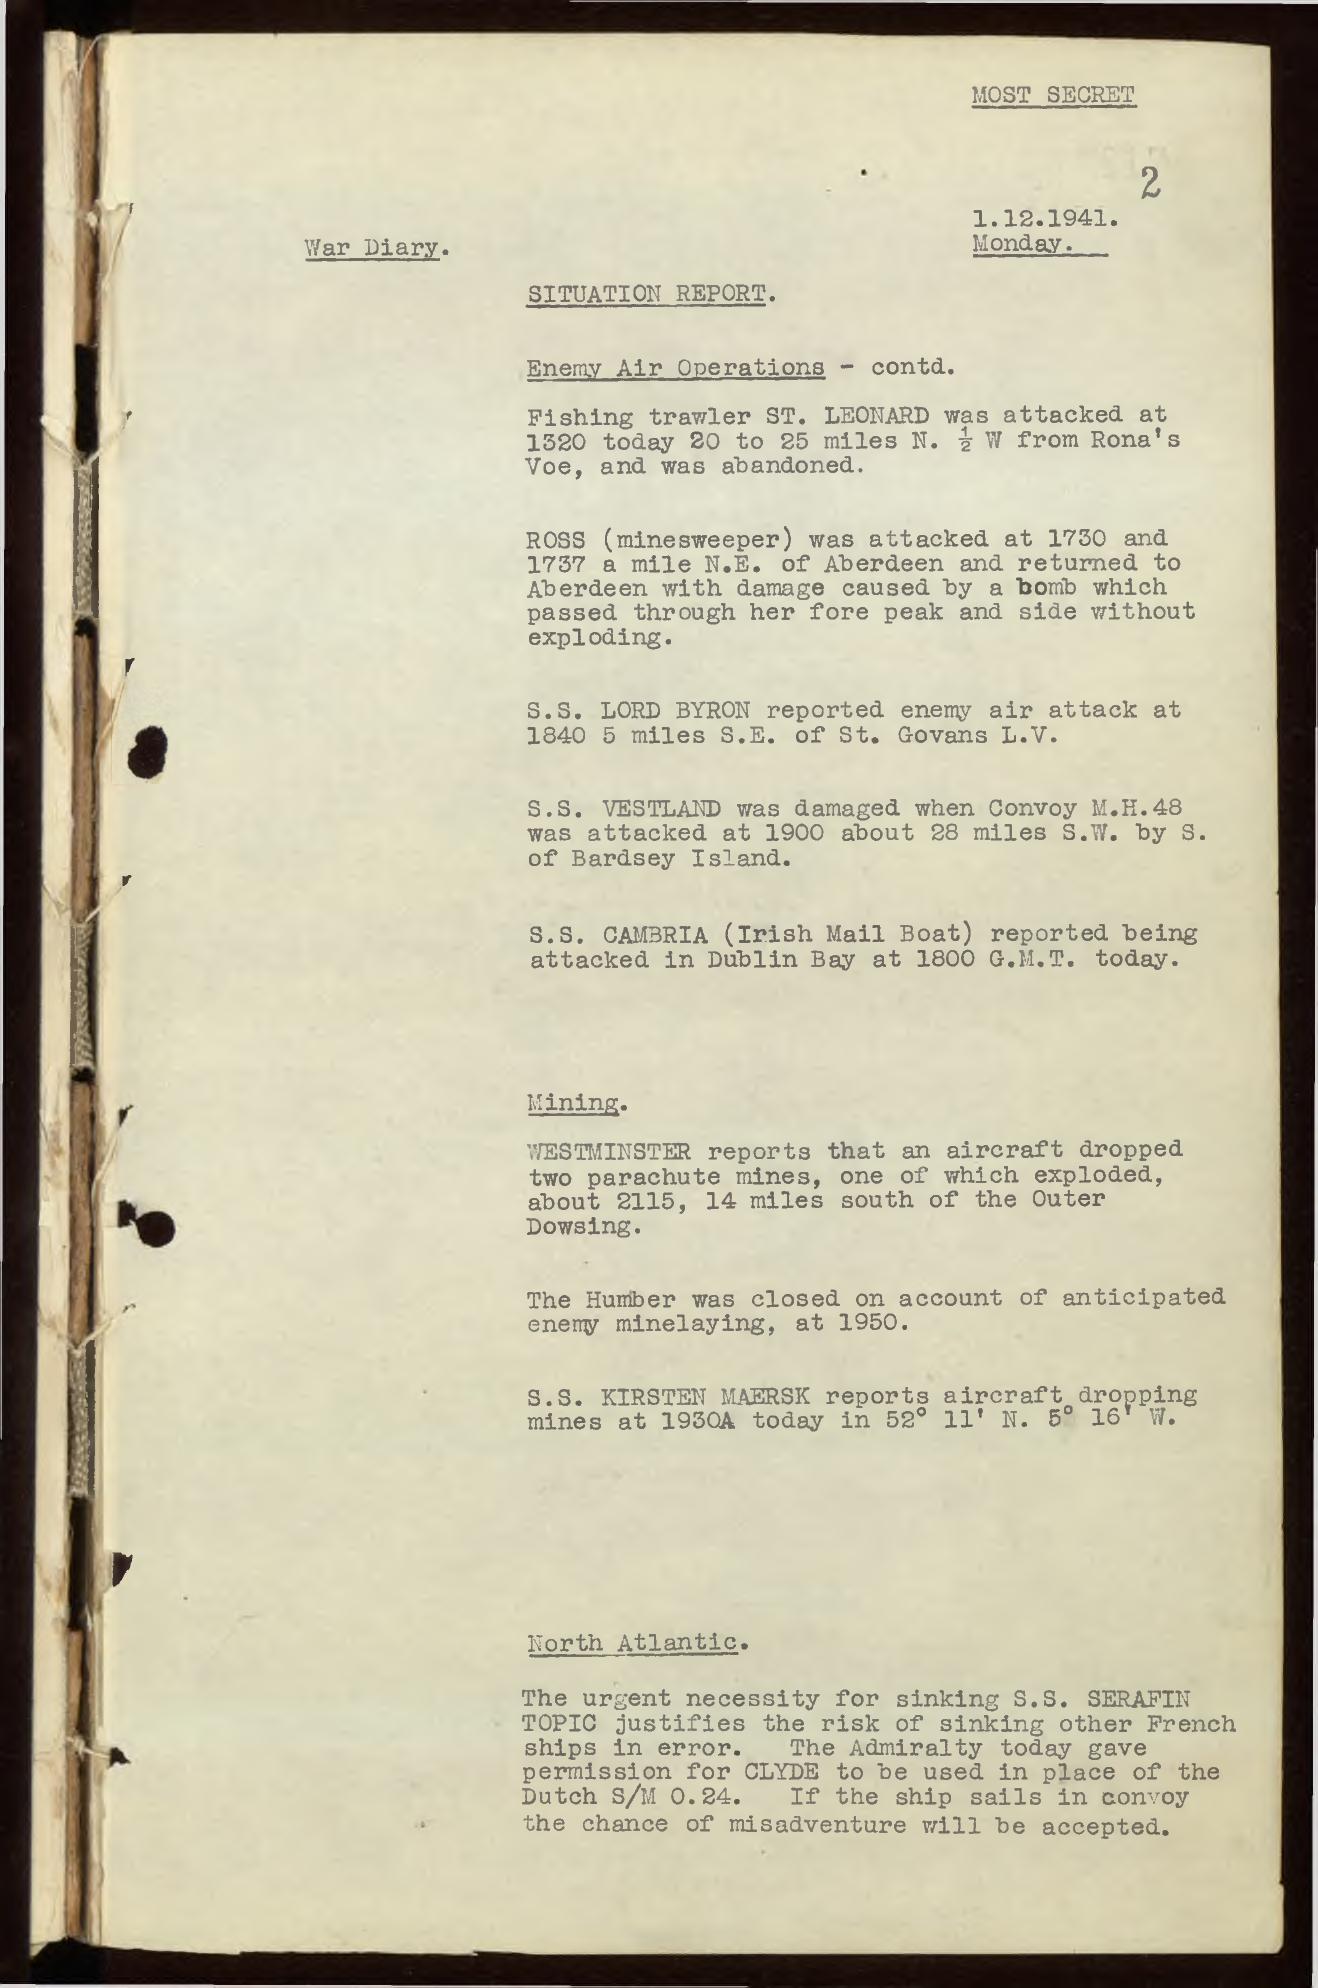 MOST SECRET
2
1.12.1941.
Monday.
War Diary.
SITUATION REPORT.
Enemy Air Operations - contd.
Fishing trawler ST. LEONARD was attacked at
1320 today 20 to 25 miles N. ½ W from Rona's
Voe, and was abandoned.
ROSS (minesweeper) was attacked at 1730 and
1737 a mile N.E. of Aberdeen and returned to
Aberdeen with damage caused by a bomb which
passed through her fore peak and side without
exploding.
S.S. LORD BYRON reported enemy air attack at
1840 5 miles S.E. of St. Govans L.V.
S.S. VESTLAND was damaged when Convoy M.H.48
was attacked at 1900 about 28 miles S.W. by S.
of Bardsey Island.
S.S. CAMBRIA (Irish Mail Boat) reported being
attacked in Dublin Bay at 1800 G.M.T. today.
Mining.
WESTMINSTER reports that an aircraft dropped
two parachute mines, one of which exploded,
about 2115, 14 miles south of the Outer
Dowsing.
The Humber was closed on account of anticipated
enemy minelaying, at 1950.
S.S. KIRSTEN MAERSK reports aircraft dropping
mines at 1930A today in 52° 11' N. 5° 16' W.
North Atlantic.
The urgent necessity for sinking S.S. SERAFIN
TOPIC justifies the risk of sinking other French
ships in error. The Admiralty today gave
permission for CLYDE to be used in place of the
Dutch S/M O.24. If the ship sails in convoy
the chance of misadventure will be accepted.